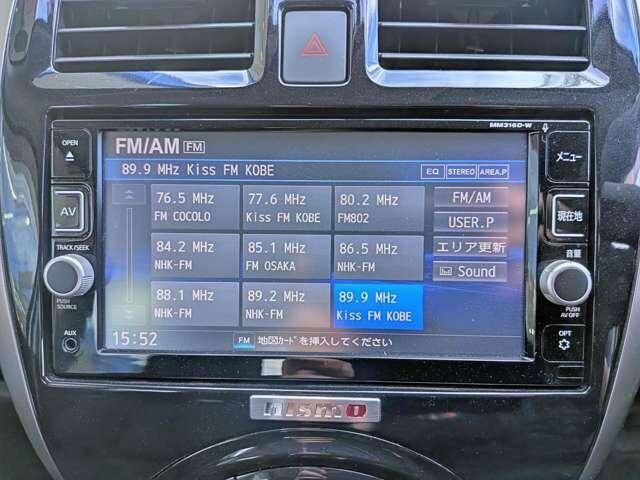 MM316D-W
OPEN
AV
TRACK/SEEK
PUSH SOURCE
AUX
FM/AM FM
89.9 MHz Kiss FM KOBE
EQ STEREO AREA.P
76.5 MHz
FM COCOLO
77.6 MHz
Kiss FM KOBE
80.2 MHz
FM802
84.2 MHz
NHK-FM
85.1 MHz
FM OSAKA
86.5 MHz
NHK-FM
88.1 MHz
NHK-FM
89.2 MHz
NHK-FM
89.9 MHz
Kiss FM KOBE
FM/AM
USER.P
エリア更新
Sound
15:52
FM 地図ｶｰﾄﾞを挿入してください
メニュー
現在地
音量
PUSH
AV OFF
OPT
nismo